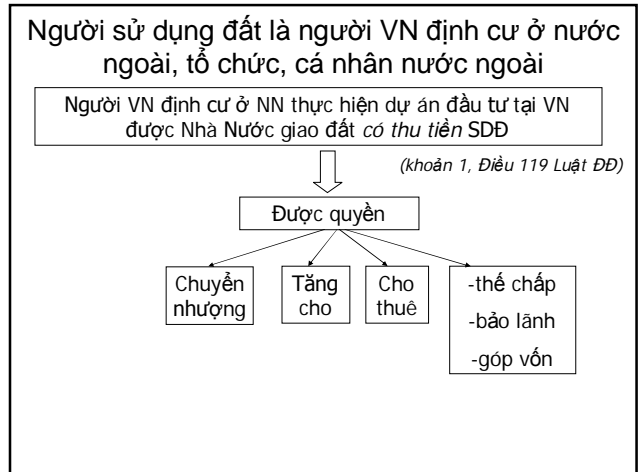 Người sử dụng đất là người VN định cư ở nước
ngoài, tổ chức, cá nhân nước ngoài
Người VN định cư ở NN thực hiện dự án đầu tư tại VN
được Nhà Nước giao đất có thu tiền SDĐ
(khoản 1, Điều 119 Luật ĐĐ)
Được quyền
Chuyển
nhượng
Tăng
cho
Cho
thuê
-thế chấp
-bảo lãnh
-góp vốn